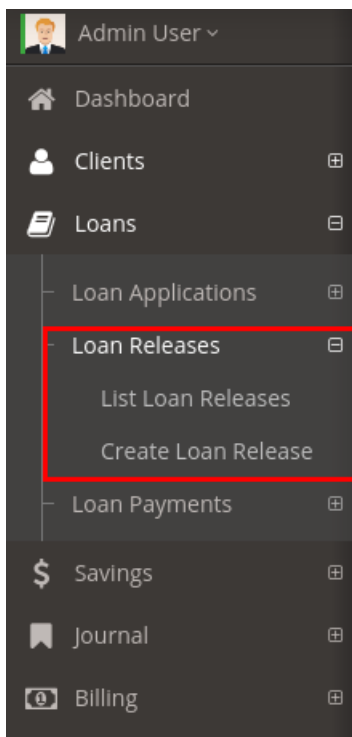 Admin User
Dashboard
Clients
Loans
Loan Applications
Loan Releases
List Loan Releases
Create Loan Release
Loan Payments
Savings
Journal
Billing